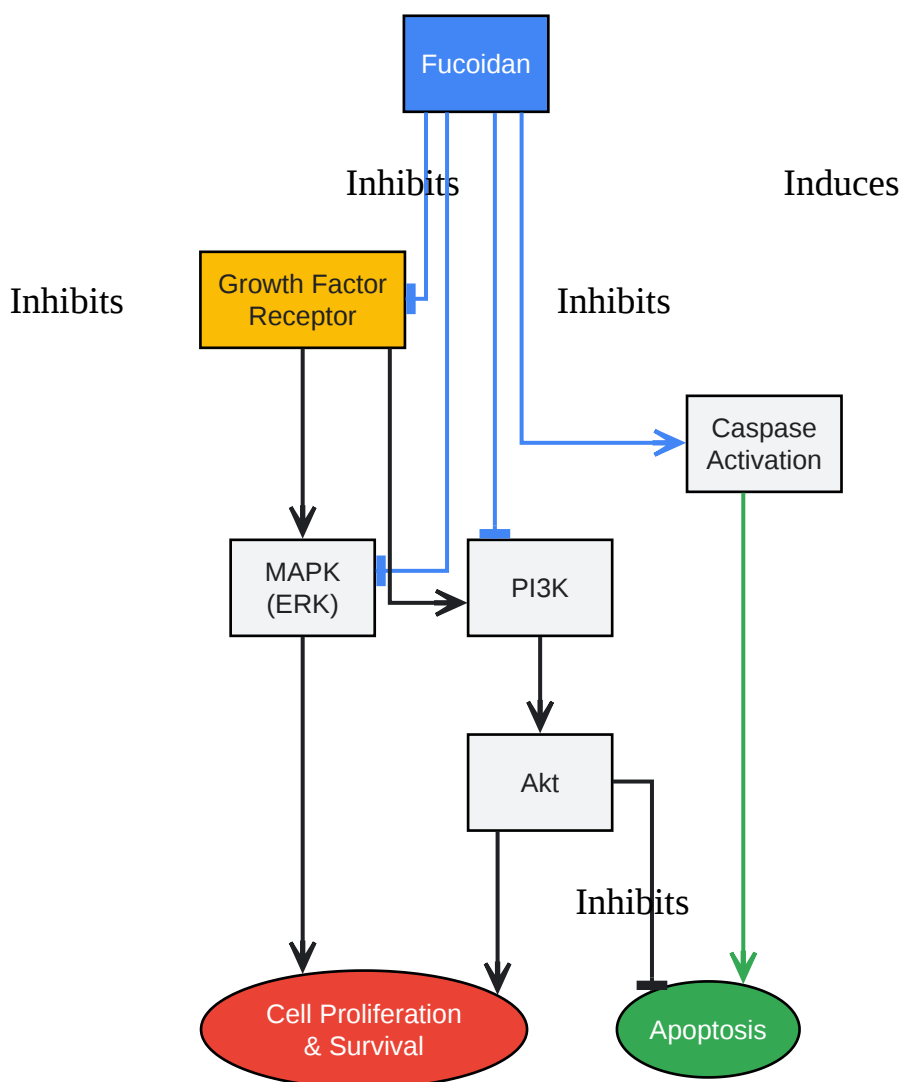 Fucoidan
Inhibits
Induces
Growth Factor
Receptor
Inhibits
Inhibits
Caspase
Activation
MAPK
(ERK)
PI3K
Akt
Inhibits
Cell Proliferation
& Survival
Apoptosis